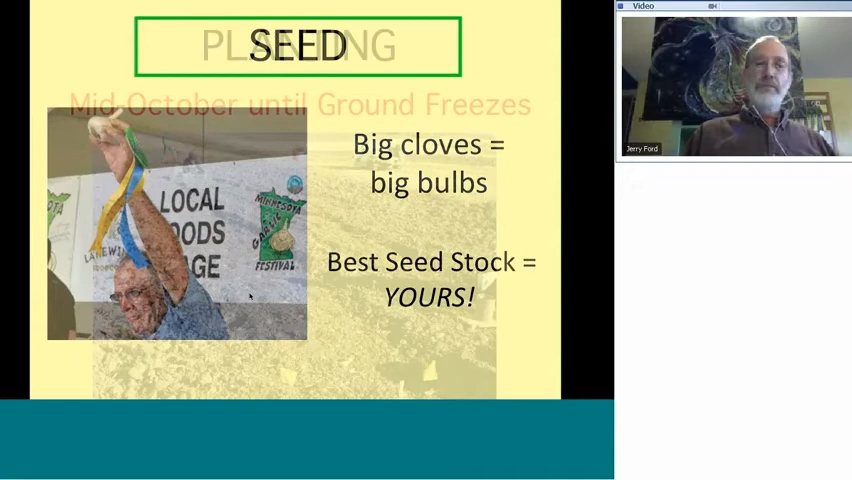 Video
PLANTING
SEED
Mid-October until Ground Freezes
Big cloves =
big bulbs
Best Seed Stock =
YOURS!
LOCAL
FOODS
MINNESOTA
GARLIC
FESTIVAL
Jerry Ford